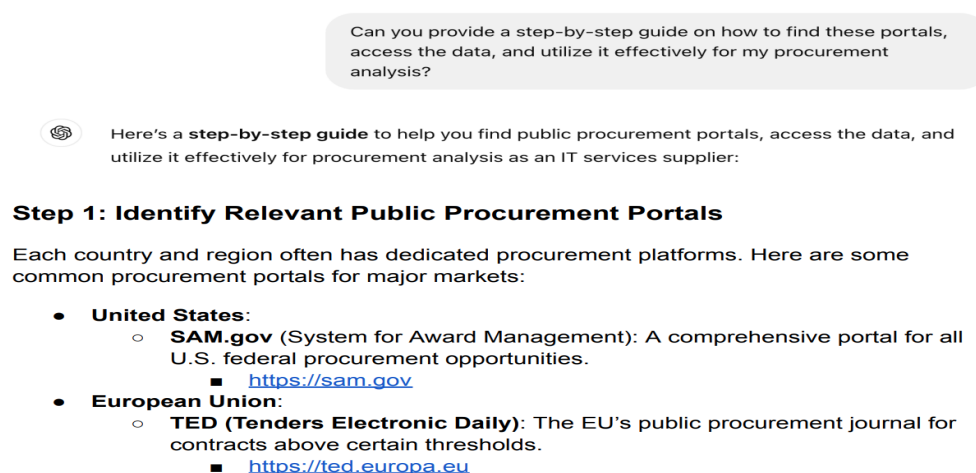 Can you provide a step-by-step guide on how to find these portals,
access the data, and utilize it effectively for my procurement
analysis?
Here's a step-by-step guide to help you find public procurement portals, access the data, and
utilize it effectively for procurement analysis as an IT services supplier:
Step 1: Identify Relevant Public Procurement Portals
Each country and region often has dedicated procurement platforms. Here are some
common procurement portals for major markets:
● United States:
○ SAM.gov (System for Award Management): A comprehensive portal for all
U.S. federal procurement opportunities.
■ https://sam.gov
● European Union:
○ TED (Tenders Electronic Daily): The EU's public procurement journal for
contracts above certain thresholds.
■ https://ted.europa.eu